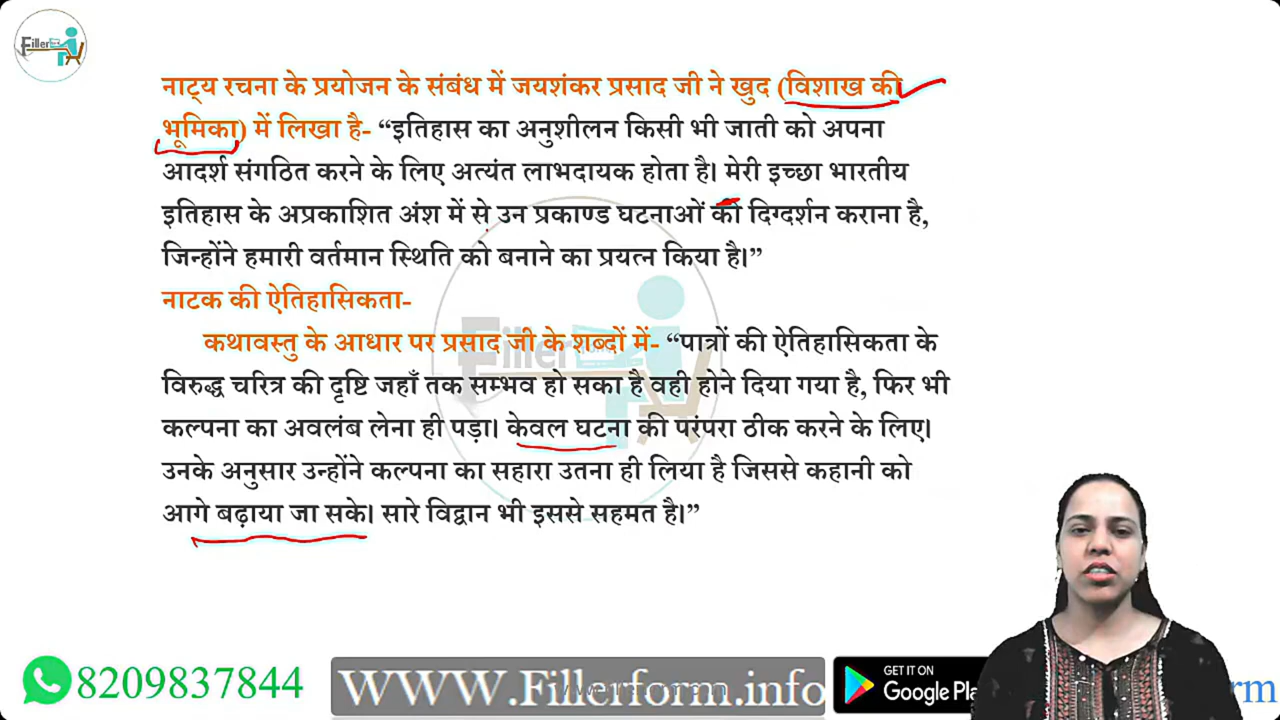 Filler
नाट्य रचना के प्रयोजन के संबंध में जयशंकर प्रसाद जी ने खुद (विशाख की
भूमिका) में लिखा है- “इतिहास का अनुशीलन किसी भी जाती को अपना
आदर्श संगठित करने के लिए अत्यंत लाभदायक होता है। मेरी इच्छा भारतीय
इतिहास के अप्रकाशित अंश में से उन प्रकाण्ड घटनाओं की दिग्दर्शन कराना है,
जिन्होंने हमारी वर्तमान स्थिति को बनाने का प्रयत्न किया है।”
नाटक की ऐतिहासिकता-
कथावस्तु के आधार पर प्रसाद जी के शब्दों में- “पात्रों की ऐतिहासिकता के
विरुद्ध चरित्र की दृष्टि जहाँ तक सम्भव हो सका है वही होने दिया गया है, फिर भी
कल्पना का अवलंब लेना ही पड़ा। केवल घटना की परंपरा ठीक करने के लिए।
उनके अनुसार उन्होंने कल्पना का सहारा उतना ही लिया है जिससे कहानी को
आगे बढ़ाया जा सके। सारे विद्वान भी इससे सहमत है।”
8209837844
WWW.Fillerform.info
GET IT ON
Google Pla
rm